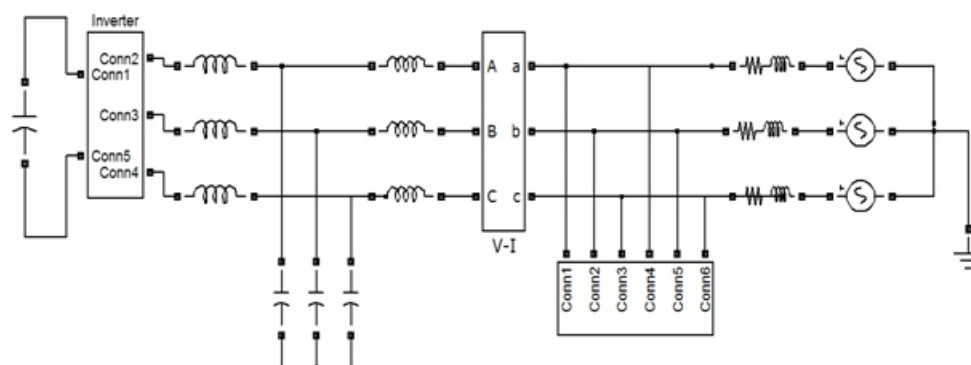 Inverter
Conn2
Conn1
Conn3
Conn5
Conn4
A a
B b
C c
V-I
Conn1
Conn2
Conn3
Conn4
Conn5
Conn6